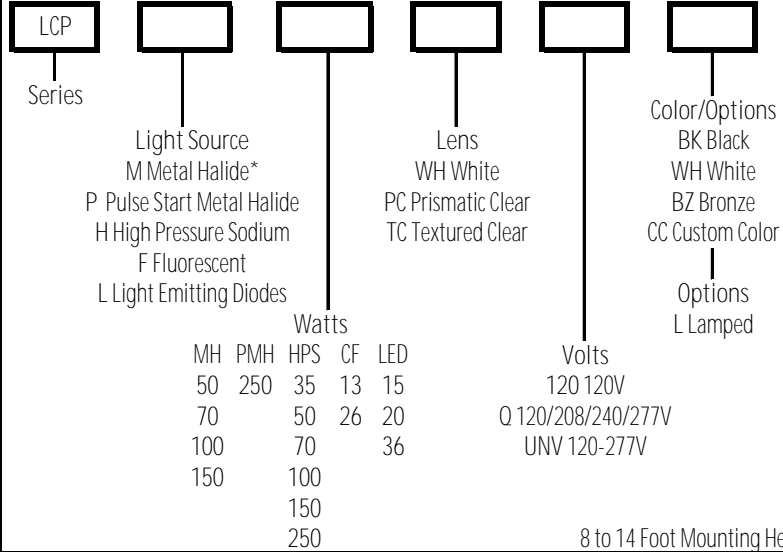 LCP
Series
Light Source
M Metal Halide*
P Pulse Start Metal Halide
H High Pressure Sodium
F Fluorescent
L Light Emitting Diodes
Watts
MH PMH HPS CF LED
50 250 35 13 15
70 50 26 20
100 70 36
150 100
150
250
Lens
WH White
PC Prismatic Clear
TC Textured Clear
Volts
120 120V
Q 120/208/240/277V
UNV 120-277V
Color/Options
BK Black
WH White
BZ Bronze
CC Custom Color
Options
L Lamped
8 to 14 Foot Mounting